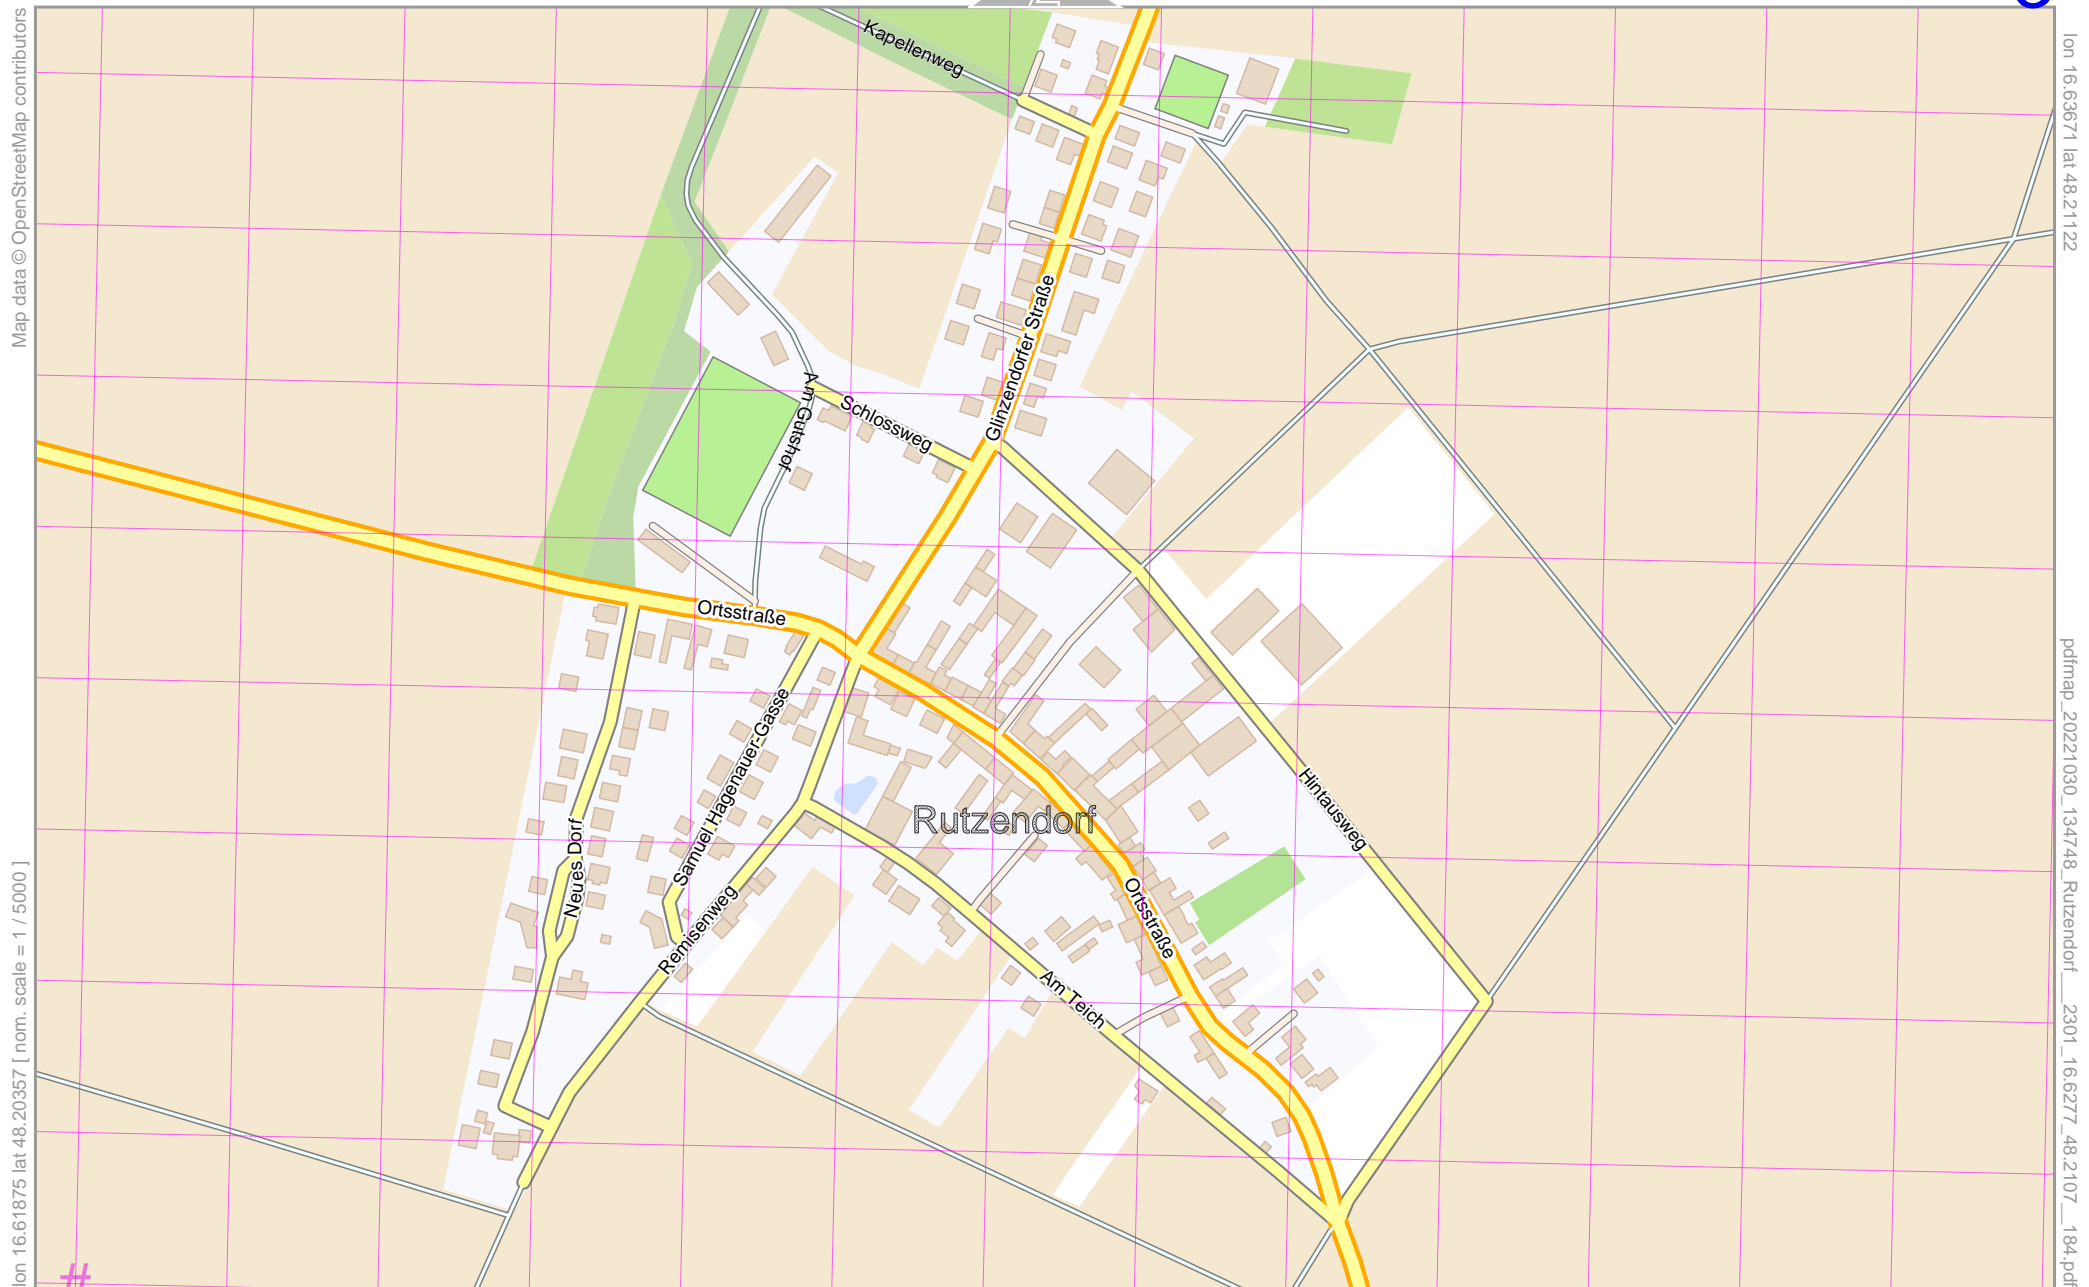 Map data © OpenStreetMap contributors
lon 16.61875 lat 48.20357 [ nom. scale = 1 / 5000 ]
lon 16.63671 lat 48.21122
pdfmap_20221030_134748_Rutzendorf___2301_16.6277_48.2107__184.pdf
Kapellenweg
Glinzendorfer Straße
Am Gutshof
Schlossweg
Ortsstraße
Samuel Hagenauer-Gasse
Neues Dorf
Remisenweg
Rutzendorf
Hintausweg
Ortsstraße
Am Teich
#